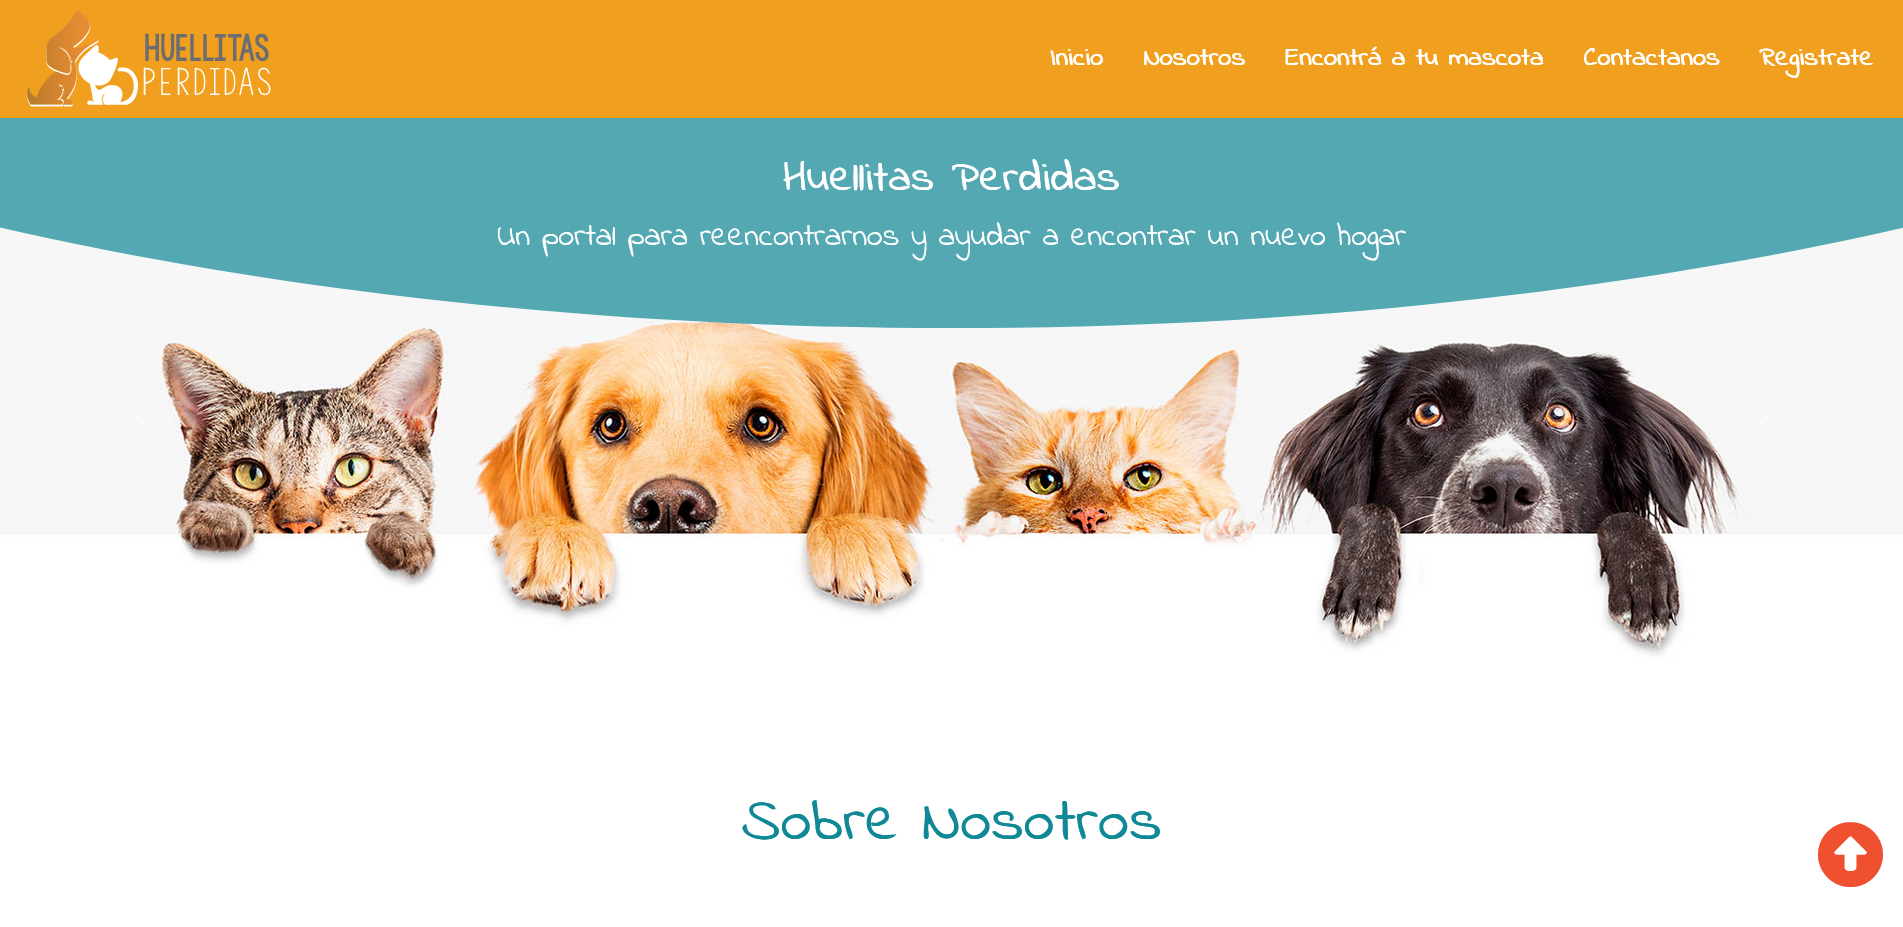 HUELLITAS
PERDIDAS
Inicio Nosotros Encontrá a tu mascota Contactanos Registrate
Huellitas Perdidas
Un portal para reencontrarnos y ayudar a encontrar un nuevo hogar
Sobre Nosotros